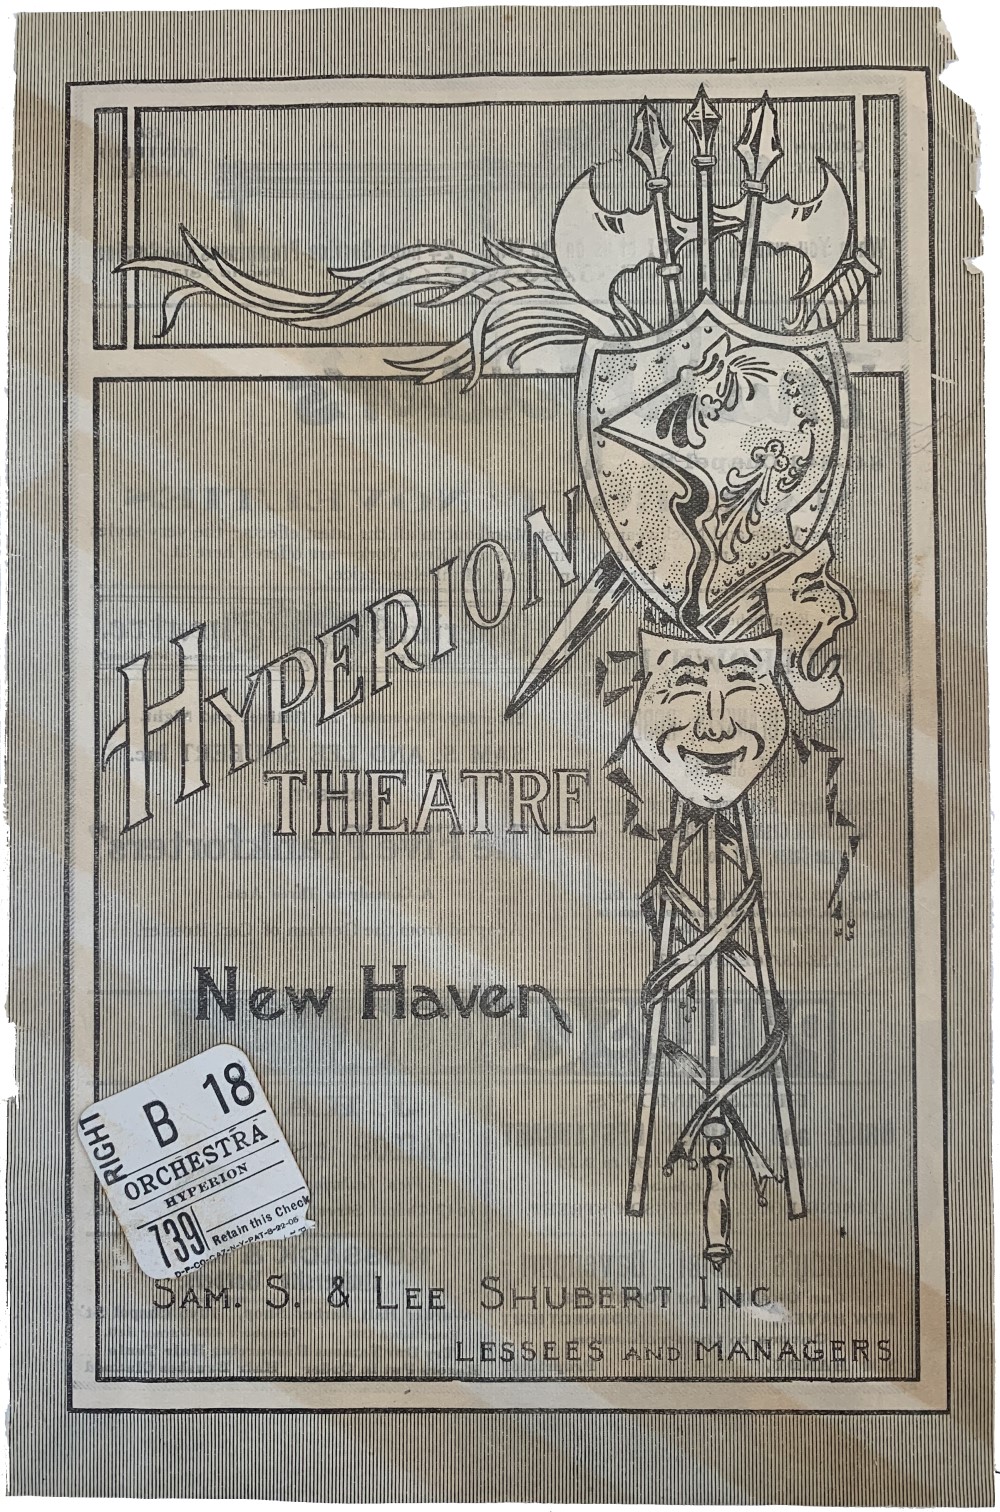 HYPERION
THEATRE
New Haven
RIGHT
B 18
ORCHESTRA
HYPERION
739 Retain this Check
SAM. S. & LEE SHUBERT INC
LESSEES AND MANAGERS